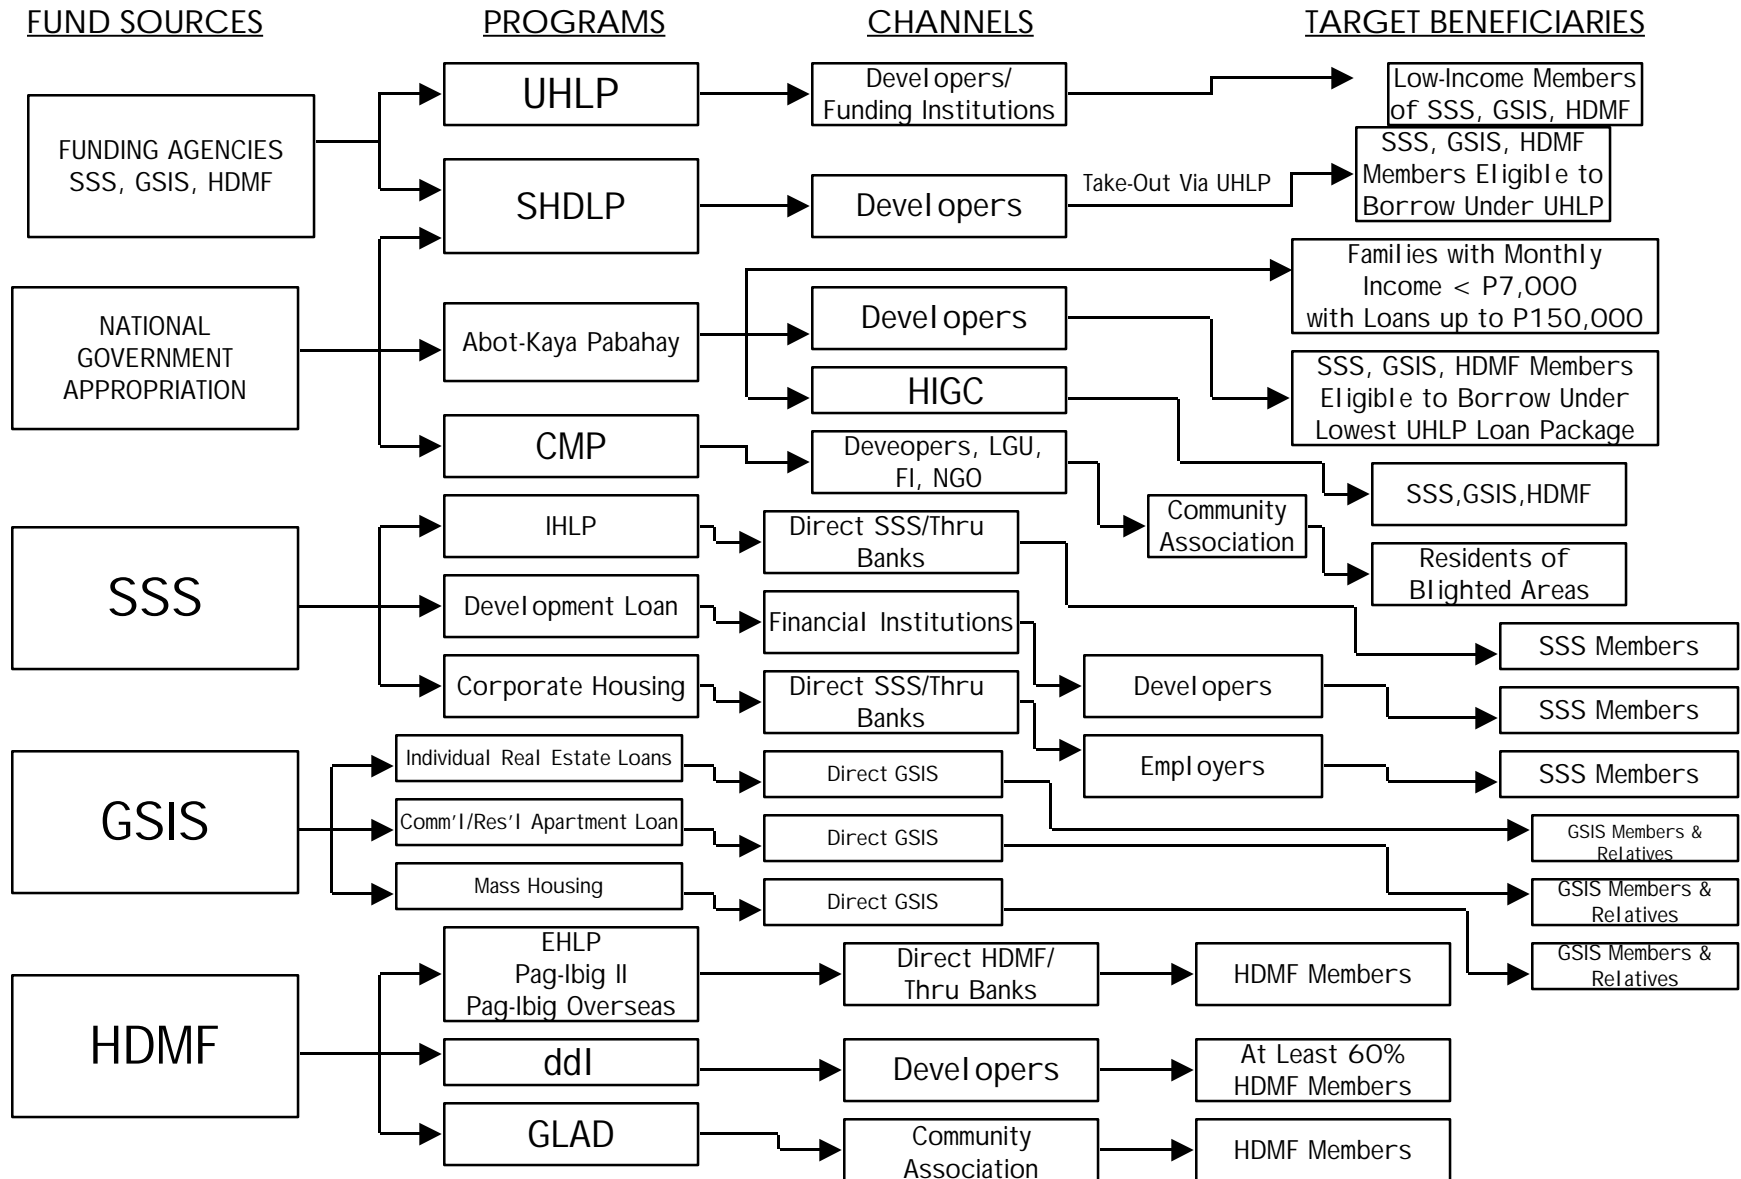 FUND SOURCES
PROGRAMS
CHANNELS
TARGET BENEFICIARIES
FUNDING AGENCIES
SSS, GSIS, HDMF
UHLP
Developers/
Funding Institutions
Low-Income Members
of SSS, GSIS, HDMF
SHDLP
Developers
Take-Out Via UHLP
SSS, GSIS, HDMF
Members Eligible to
Borrow Under UHLP
NATIONAL
GOVERNMENT
APPROPRIATION
Abot-Kaya Pabahay
Families with Monthly
Income < P7,000
with Loans up to P150,000
Developers
SSS, GSIS, HDMF Members
Eligible to Borrow Under
Lowest UHLP Loan Package
HIGC
SSS,GSIS,HDMF
CMP
Deveopers, LGU,
FI, NGO
Community
Association
Residents of
Blighted Areas
SSS
IHLP
Direct SSS/Thru
Banks
SSS Members
Development Loan
Financial Institutions
Developers
SSS Members
Corporate Housing
Direct SSS/Thru
Banks
Employers
SSS Members
GSIS
Individual Real Estate Loans
Direct GSIS
GSIS Members &
Relatives
Comm'l/Res'l Apartment Loan
Direct GSIS
GSIS Members &
Relatives
Mass Housing
Direct GSIS
GSIS Members &
Relatives
HDMF
EHLP
Pag-Ibig II
Pag-Ibig Overseas
Direct HDMF/
Thru Banks
HDMF Members
ddl
Developers
At Least 60%
HDMF Members
GLAD
Community
Association
HDMF Members